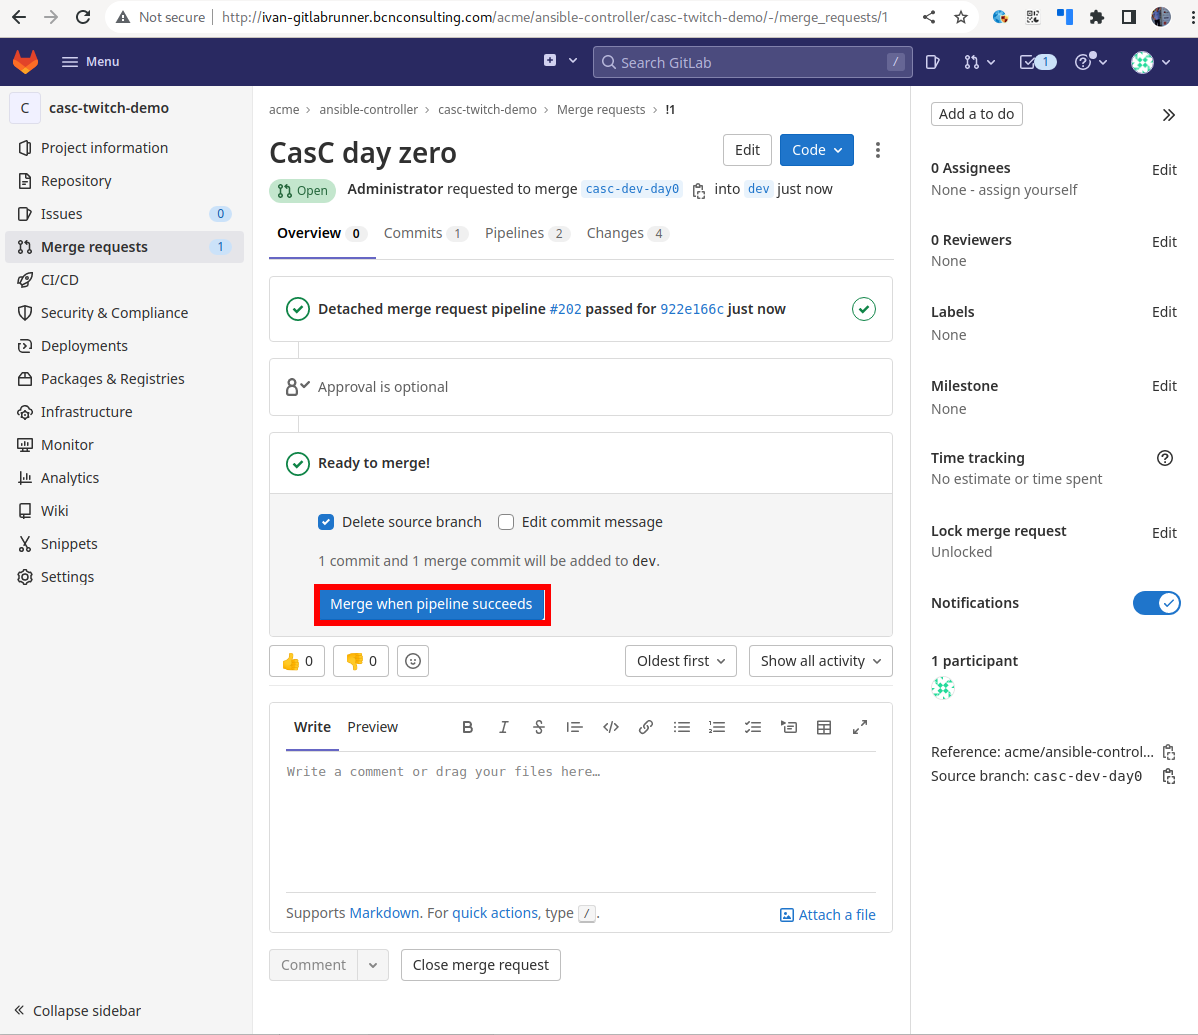 Not secure http://ivan-gitlabrunner.bcnconsulting.com/acme/ansible-controller/casc-twitch-demo/-/merge_requests/1
Menu
Search GitLab /
1
C casc-twitch-demo
Project information
Repository
Issues 0
Merge requests 1
CI/CD
Security & Compliance
Deployments
Packages & Registries
Infrastructure
Monitor
Analytics
Wiki
Snippets
Settings
Collapse sidebar
acme › ansible-controller › casc-twitch-demo › Merge requests › !1
CasC day zero
Edit Code
Open Administrator requested to merge casc-dev-day0 into dev just now
Overview 0 Commits 1 Pipelines 2 Changes 4
Detached merge request pipeline #202 passed for 922e166c just now
Approval is optional
Ready to merge!
Delete source branch Edit commit message
1 commit and 1 merge commit will be added to dev.
Merge when pipeline succeeds
0 0 Oldest first Show all activity
Write Preview
Write a comment or drag your files here…
Supports Markdown. For quick actions, type /.
Attach a file
Comment Close merge request
Add a to do
0 Assignees Edit
None - assign yourself
0 Reviewers Edit
None
Labels Edit
None
Milestone Edit
None
Time tracking
No estimate or time spent
Lock merge request Edit
Unlocked
Notifications
1 participant
Reference: acme/ansible-control...
Source branch: casc-dev-day0